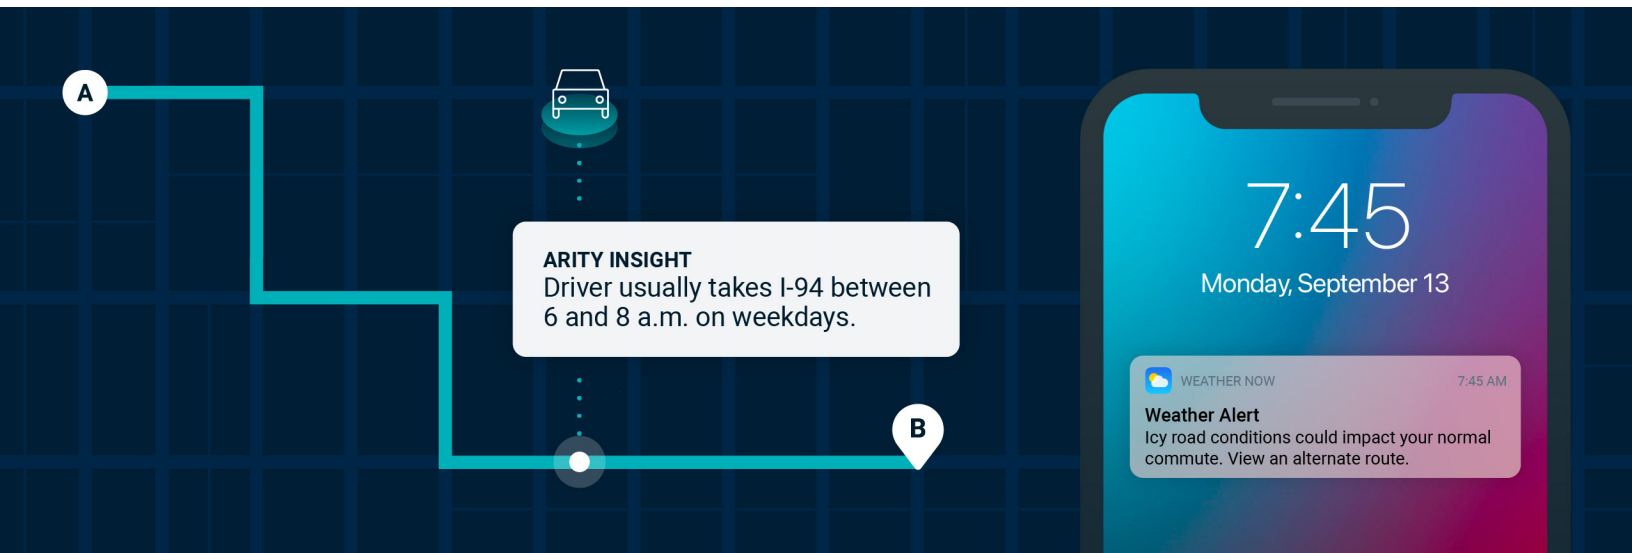 A
ARITY INSIGHT
Driver usually takes I-94 between
6 and 8 a.m. on weekdays.
B
7:45
Monday, September 13
WEATHER NOW 7:45 AM
Weather Alert
Icy road conditions could impact your normal
commute. View an alternate route.